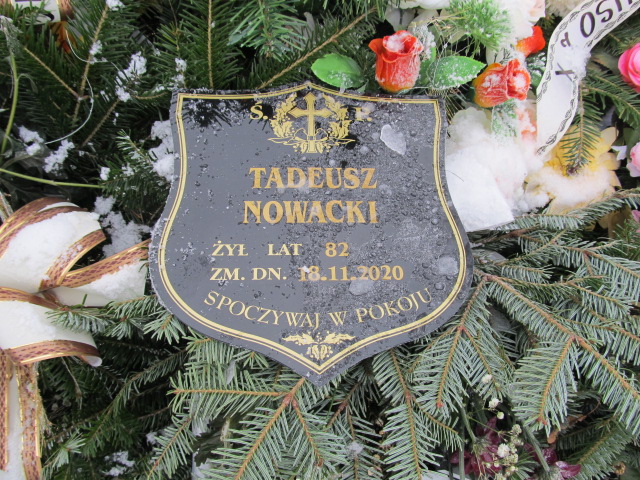 Ś.
TADEUSZ
NOWACKI
ŻYŁ LAT 82
ZM. DN. 18.11.2020
SPOCZYWAJ W POKOJU